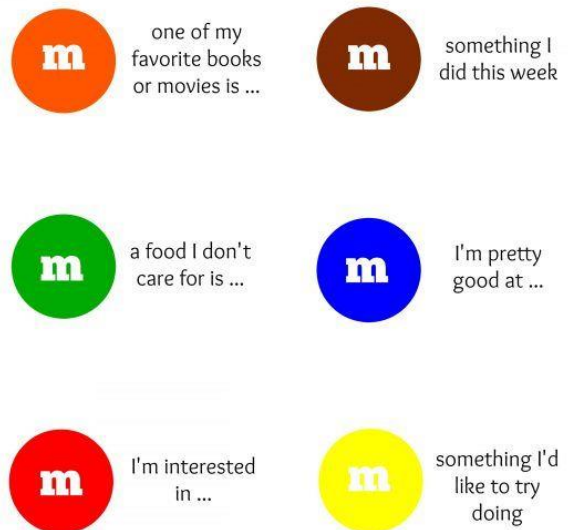 m
one of my
favorite books
or movies is ...
m
something I
did this week
m
a food I don't
care for is ...
m
I'm pretty
good at ...
m
I'm interested
in ...
m
something I'd
like to try
doing